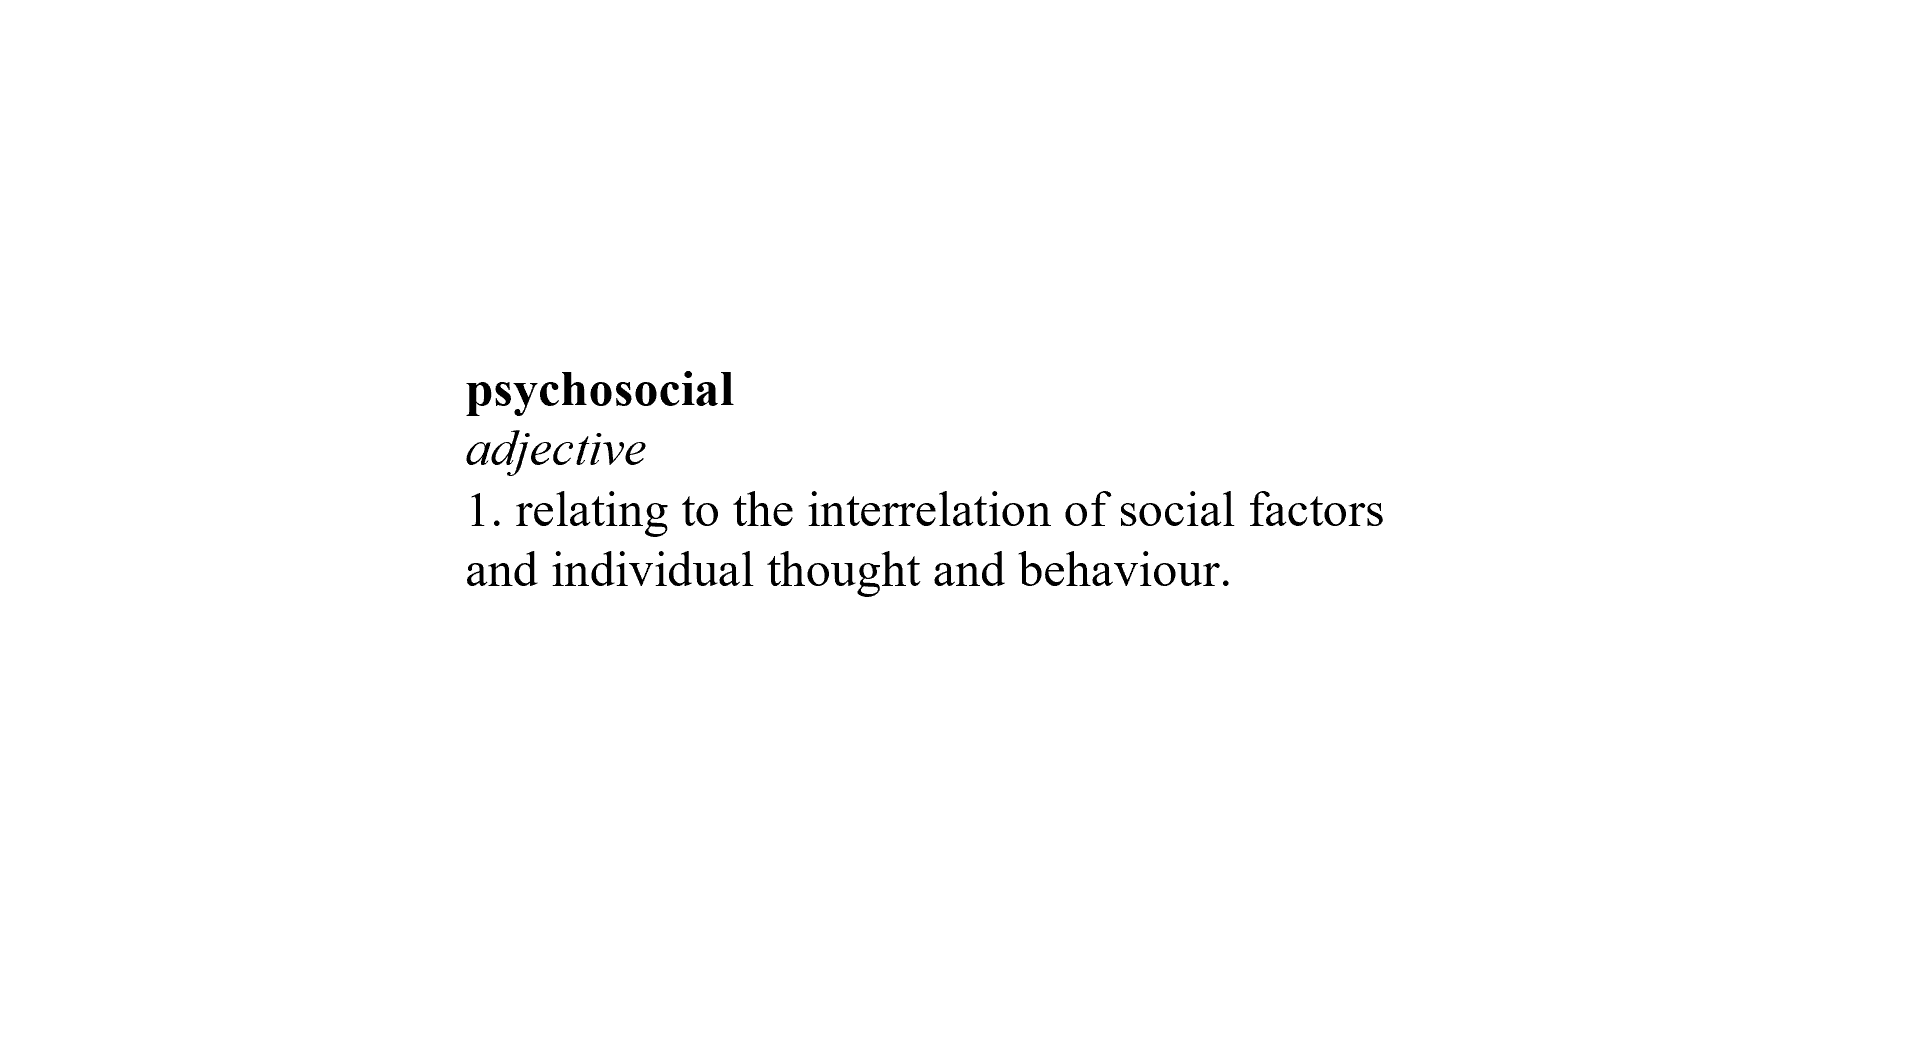 psychosocial
adjective
1. relating to the interrelation of social factors
and individual thought and behaviour.